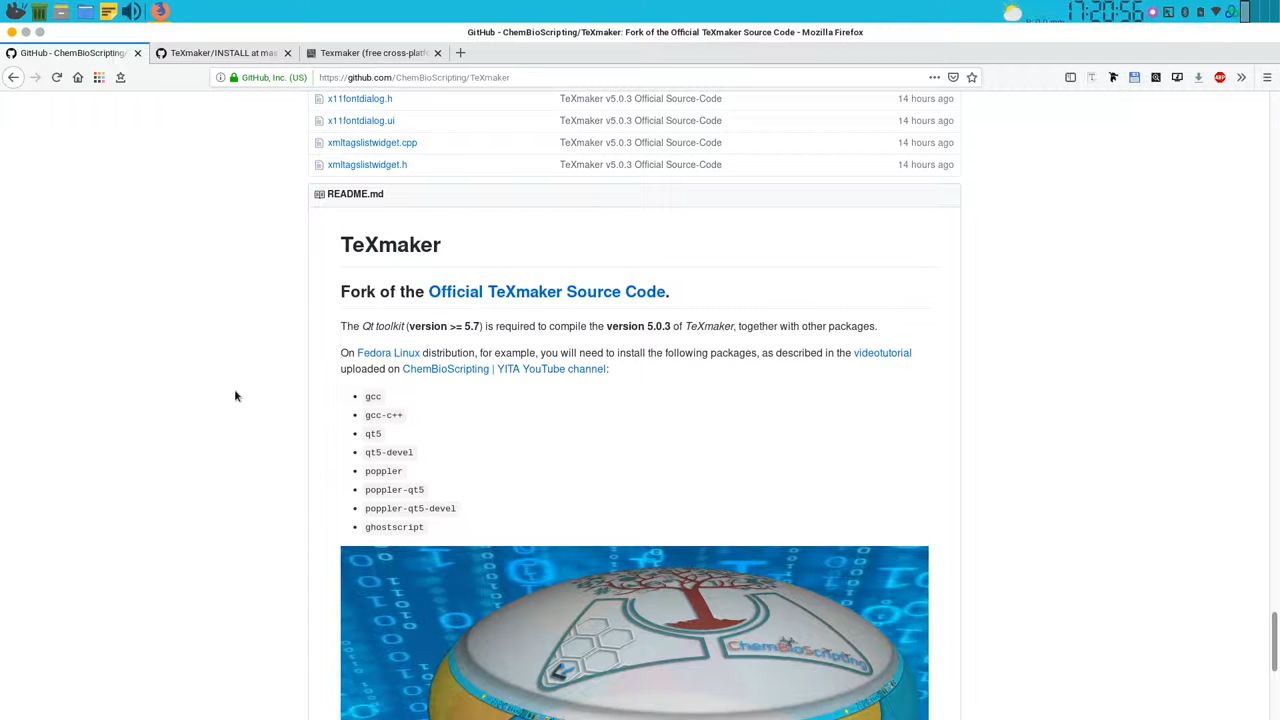 17:20:56
GitHub - ChemBioScripting/TeXmaker: Fork of the Official TeXmaker Source Code - Mozilla Firefox
GitHub - ChemBioScripting/
TeXmaker/INSTALL at mas
Texmaker (free cross-platfo
GitHub, Inc. (US)
https://github.com/ChemBioScripting/TeXmaker
x11fontdialog.h TeXmaker v5.0.3 Official Source-Code 14 hours ago
x11fontdialog.ui TeXmaker v5.0.3 Official Source-Code 14 hours ago
xmltagslistwidget.cpp TeXmaker v5.0.3 Official Source-Code 14 hours ago
xmltagslistwidget.h TeXmaker v5.0.3 Official Source-Code 14 hours ago
README.md
TeXmaker
Fork of the Official TeXmaker Source Code.
The Qt toolkit (version >= 5.7) is required to compile the version 5.0.3 of TeXmaker, together with other packages.
On Fedora Linux distribution, for example, you will need to install the following packages, as described in the videotutorial
uploaded on ChemBioScripting | YITA YouTube channel:
• gcc
• gcc-c++
• qt5
• qt5-devel
• poppler
• poppler-qt5
• poppler-qt5-devel
• ghostscript
ChemBioScripting